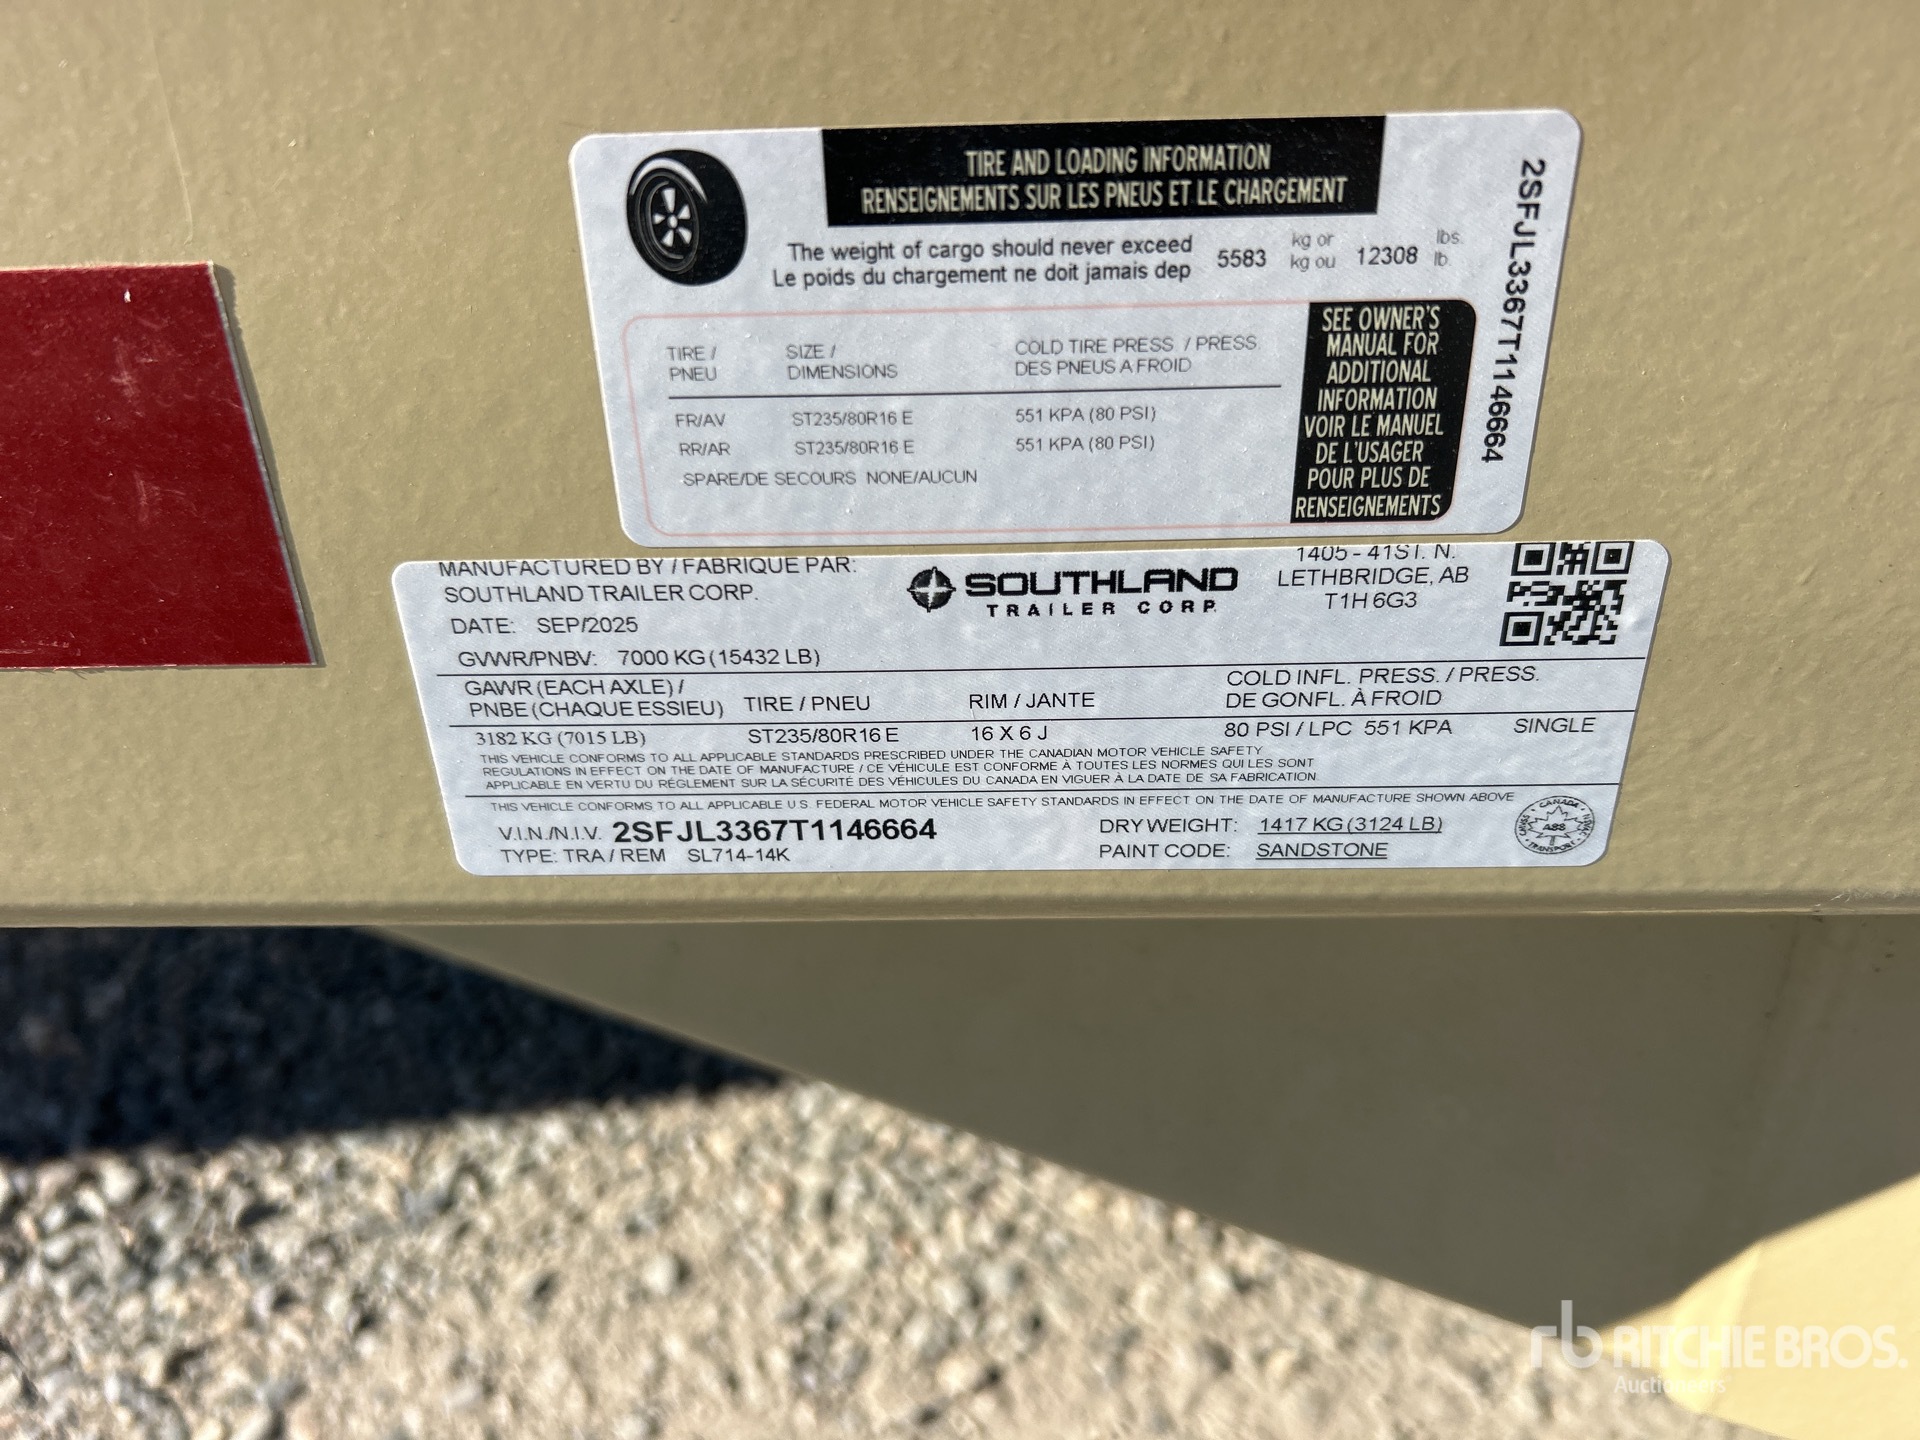 TIRE AND LOADING INFORMATION
RENSEIGNEMENTS SUR LES PNEUS ET LE CHARGEMENT
The weight of cargo should never exceed 5583 kg or 12308 lbs.
Le poids du chargement ne doit jamais dep kg ou lb.
TIRE / SIZE / COLD TIRE PRESS. / PRESS.
PNEU DIMENSIONS DES PNEUS A FROID
FR/AV ST235/80R16 E 551 KPA (80 PSI)
RR/AR ST235/80R16 E 551 KPA (80 PSI)
SPARE/DE SECOURS NONE/AUCUN
SEE OWNER'S
MANUAL FOR
ADDITIONAL
INFORMATION
VOIR LE MANUEL
DE L'USAGER
POUR PLUS DE
RENSEIGNEMENTS
2SFJL3367T1146664
MANUFACTURED BY / FABRIQUE PAR:
SOUTHLAND TRAILER CORP.
SOUTHLAND
TRAILER CORP.
1405 - 41ST. N.
LETHBRIDGE, AB
T1H 6G3
DATE: SEP/2025
GVWR/PNBV: 7000 KG (15432 LB)
GAWR (EACH AXLE) / COLD INFL. PRESS. / PRESS.
PNBE (CHAQUE ESSIEU) TIRE / PNEU RIM / JANTE DE GONFL. À FROID
3182 KG (7015 LB) ST235/80R16 E 16 X 6 J 80 PSI / LPC 551 KPA SINGLE
THIS VEHICLE CONFORMS TO ALL APPLICABLE STANDARDS PRESCRIBED UNDER THE CANADIAN MOTOR VEHICLE SAFETY
REGULATIONS IN EFFECT ON THE DATE OF MANUFACTURE / CE VÉHICULE EST CONFORME À TOUTES LES NORMES QUI LES SONT
APPLICABLE EN VERTU DU RÉGLEMENT SUR LA SÉCURITÉ DES VÉHICULES DU CANADA EN VIGUER À LA DATE DE SA FABRICATION
THIS VEHICLE CONFORMS TO ALL APPLICABLE U.S. FEDERAL MOTOR VEHICLE SAFETY STANDARDS IN EFFECT ON THE DATE OF MANUFACTURE SHOWN ABOVE
V.I.N./N.I.V. 2SFJL3367T1146664 DRY WEIGHT: 1417 KG (3124 LB)
TYPE: TRA / REM SL714-14K PAINT CODE: SANDSTONE
CANADA
TRANSPORT
rb RITCHIE BROS.
Auctioneers